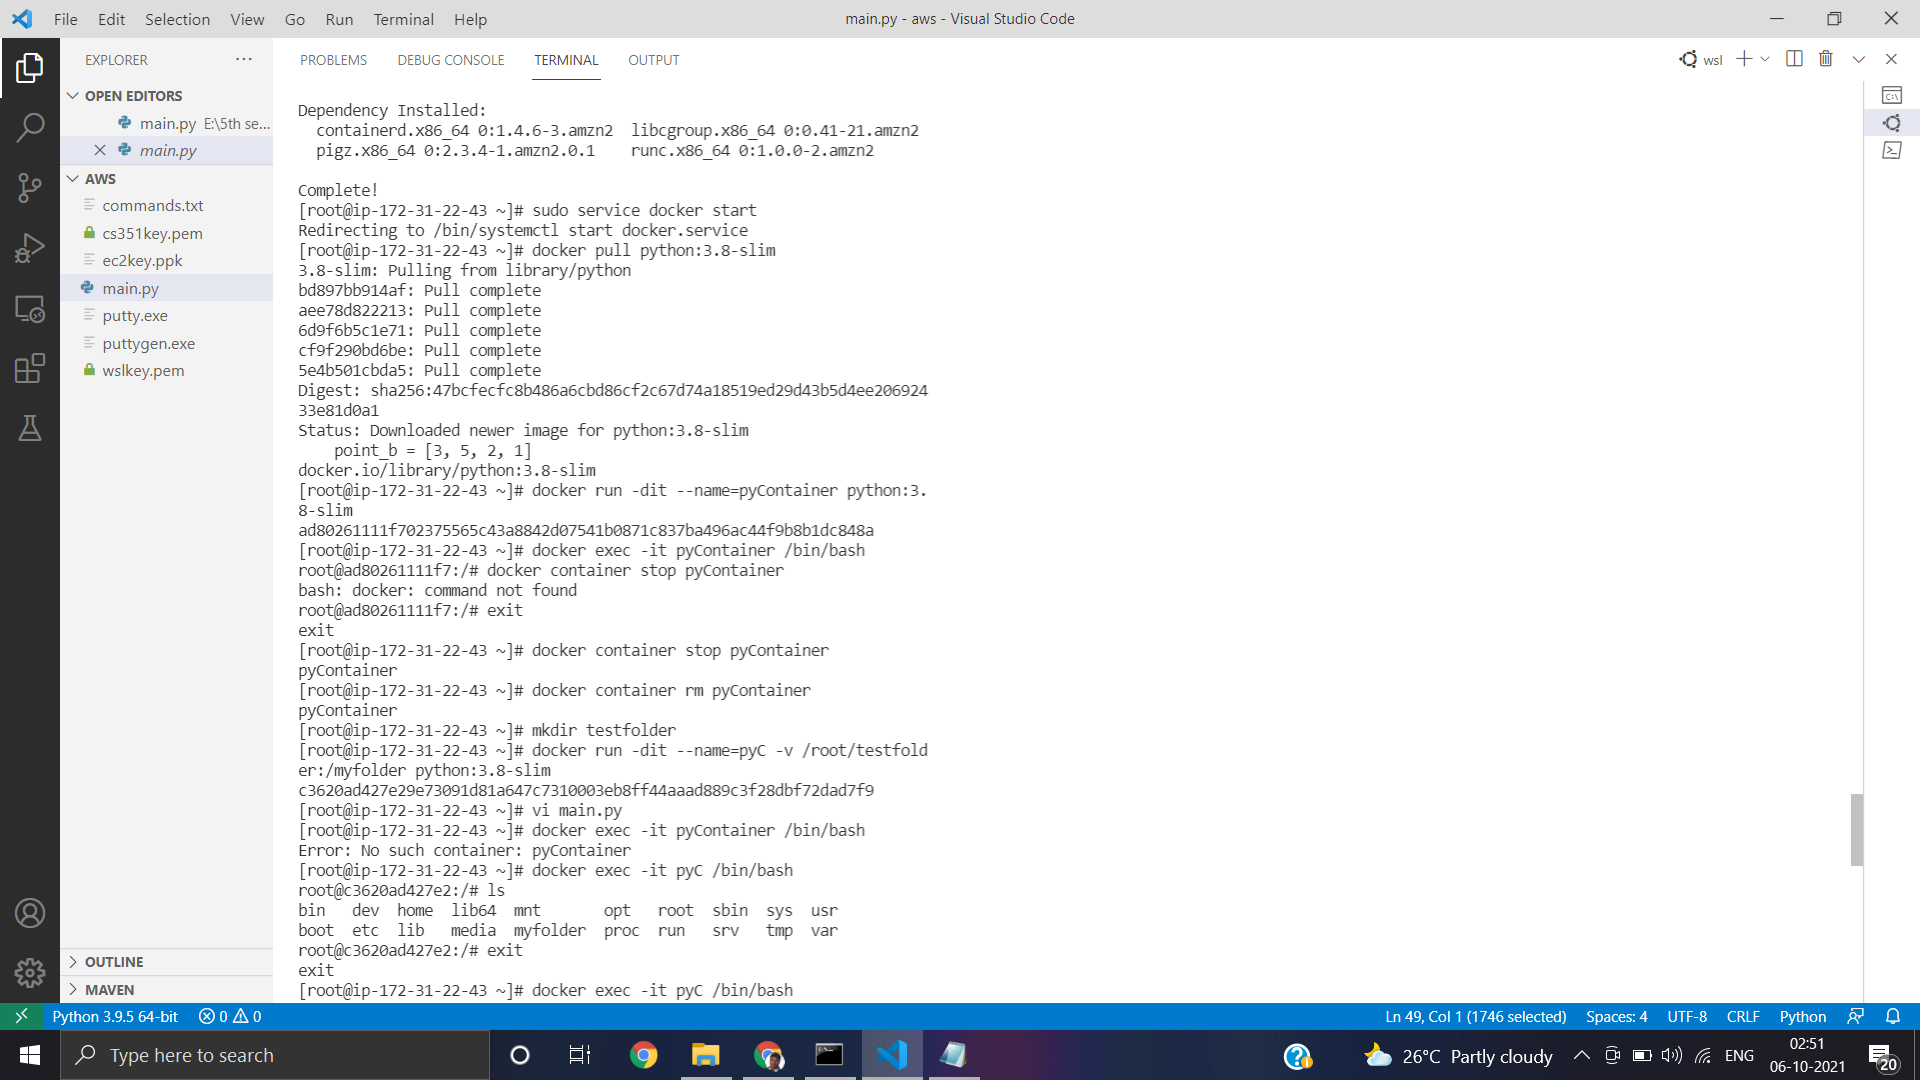 File Edit Selection View Go Run Terminal Help
main.py - aws - Visual Studio Code
EXPLORER
OPEN EDITORS
main.py E:\5th se...
main.py
AWS
commands.txt
cs351key.pem
ec2key.ppk
main.py
putty.exe
puttygen.exe
wslkey.pem
OUTLINE
MAVEN
PROBLEMS DEBUG CONSOLE TERMINAL OUTPUT
wsl
Dependency Installed:
containerd.x86_64 0:1.4.6-3.amzn2 libcgroup.x86_64 0:0.41-21.amzn2
pigz.x86_64 0:2.3.4-1.amzn2.0.1 runc.x86_64 0:1.0.0-2.amzn2
Complete!
[root@ip-172-31-22-43 ~]# sudo service docker start
Redirecting to /bin/systemctl start docker.service
[root@ip-172-31-22-43 ~]# docker pull python:3.8-slim
3.8-slim: Pulling from library/python
bd897bb914af: Pull complete
aee78d822213: Pull complete
6d9f6b5c1e71: Pull complete
cf9f290bd6be: Pull complete
5e4b501cbda5: Pull complete
Digest: sha256:47bcfecfc8b486a6cbd86cf2c67d74a18519ed29d43b5d4ee206924
33e81d0a1
Status: Downloaded newer image for python:3.8-slim
point_b = [3, 5, 2, 1]
docker.io/library/python:3.8-slim
[root@ip-172-31-22-43 ~]# docker run -dit --name=pyContainer python:3.
8-slim
ad80261111f702375565c43a8842d07541b0871c837ba496ac44f9b8b1dc848a
[root@ip-172-31-22-43 ~]# docker exec -it pyContainer /bin/bash
root@ad80261111f7:/# docker container stop pyContainer
bash: docker: command not found
root@ad80261111f7:/# exit
exit
[root@ip-172-31-22-43 ~]# docker container stop pyContainer
pyContainer
[root@ip-172-31-22-43 ~]# docker container rm pyContainer
pyContainer
[root@ip-172-31-22-43 ~]# mkdir testfolder
[root@ip-172-31-22-43 ~]# docker run -dit --name=pyC -v /root/testfold
er:/myfolder python:3.8-slim
c3620ad427e29e73091d81a647c7310003eb8ff44aaad889c3f28dbf72dad7f9
[root@ip-172-31-22-43 ~]# vi main.py
[root@ip-172-31-22-43 ~]# docker exec -it pyContainer /bin/bash
Error: No such container: pyContainer
[root@ip-172-31-22-43 ~]# docker exec -it pyC /bin/bash
root@c3620ad427e2:/# ls
bin dev home lib64 mnt opt root sbin sys usr
boot etc lib media myfolder proc run srv tmp var
root@c3620ad427e2:/# exit
exit
[root@ip-172-31-22-43 ~]# docker exec -it pyC /bin/bash
Python 3.9.5 64-bit 0 0 Ln 49, Col 1 (1746 selected) Spaces: 4 UTF-8 CRLF Python
Type here to search
26°C Partly cloudy
ENG
02:51
06-10-2021
20